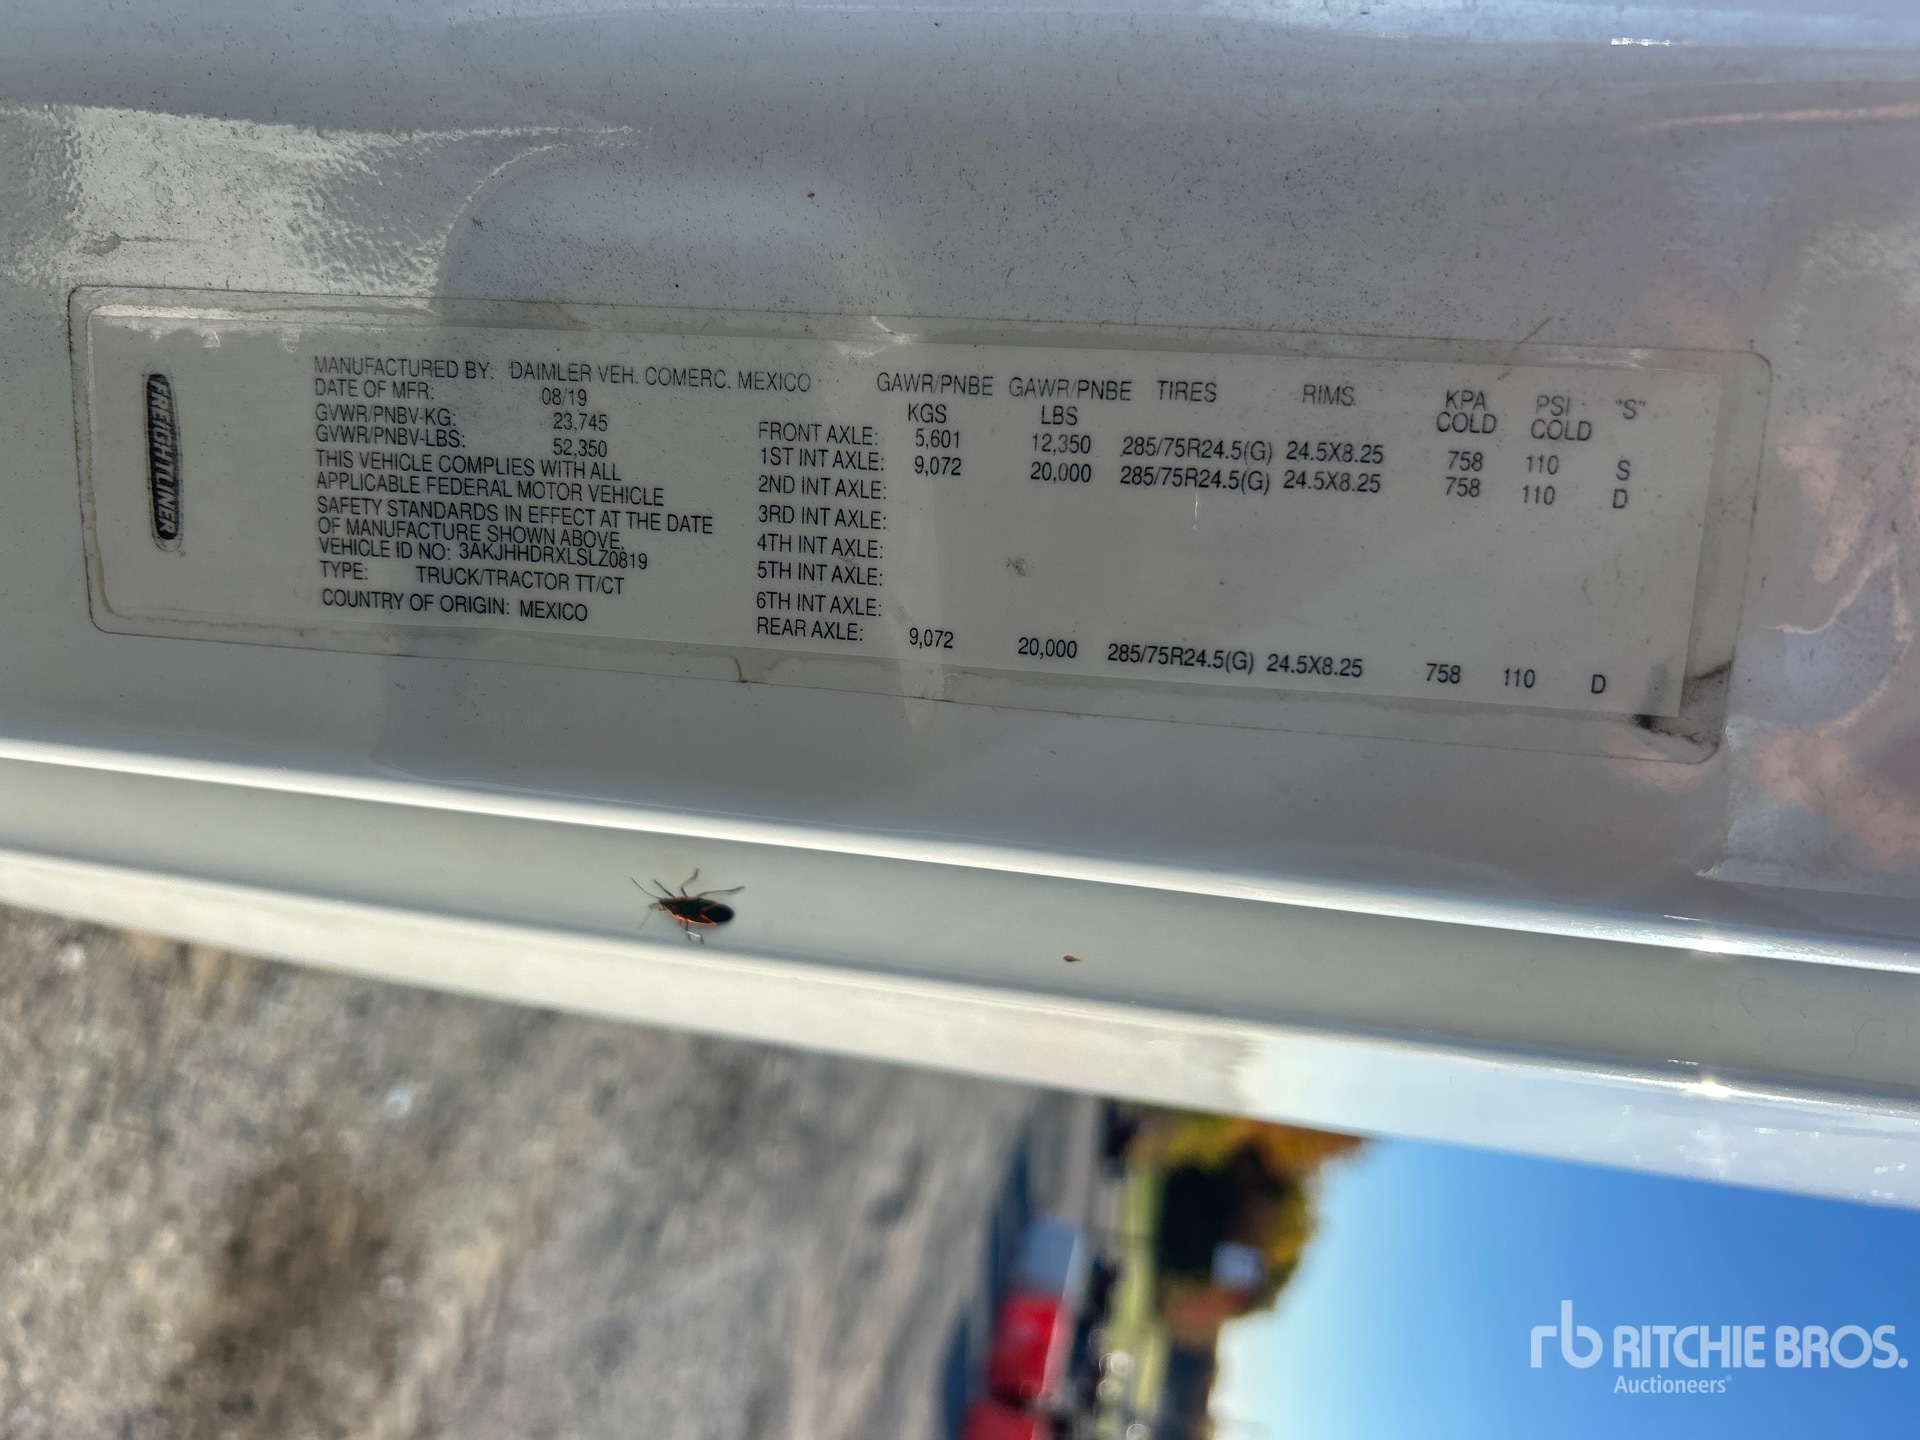 FREIGHTLINER
MANUFACTURED BY: DAIMLER VEH. COMERC. MEXICO
DATE OF MFR: 08/19
GVWR/PNBV-KG: 23,745
GVWR/PNBV-LBS: 52,350
THIS VEHICLE COMPLIES WITH ALL
APPLICABLE FEDERAL MOTOR VEHICLE
SAFETY STANDARDS IN EFFECT AT THE DATE
OF MANUFACTURE SHOWN ABOVE.
VEHICLE ID NO: 3AKJHHDRXLSLZ0819
TYPE: TRUCK/TRACTOR TT/CT
COUNTRY OF ORIGIN: MEXICO
GAWR/PNBE GAWR/PNBE TIRES RIMS KPA PSI "S"
KGS LBS COLD COLD
FRONT AXLE: 5,601 12,350 285/75R24.5(G) 24.5X8.25 758 110 S
1ST INT AXLE: 9,072 20,000 285/75R24.5(G) 24.5X8.25 758 110 D
2ND INT AXLE:
3RD INT AXLE:
4TH INT AXLE:
5TH INT AXLE:
6TH INT AXLE:
REAR AXLE: 9,072 20,000 285/75R24.5(G) 24.5X8.25 758 110 D
rb RITCHIE BROS.
Auctioneers